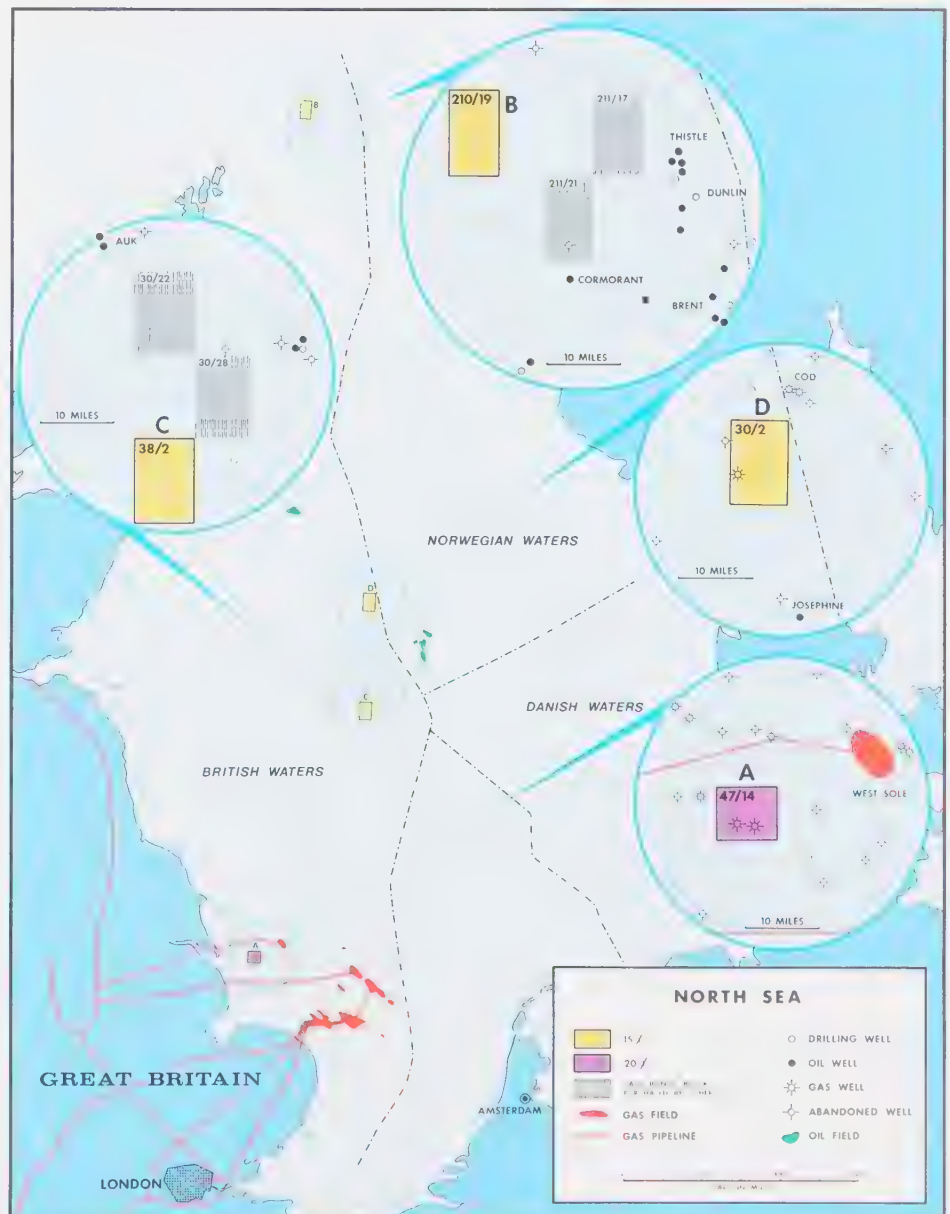 B
210/19
B
211/17
THISTLE
211/21
DUNLIN
CORMORANT
BRENT
10 MILES
AUK
30/22
30/28
10 MILES
C
38/2
COD
D
30/2
10 MILES
JOSEPHINE
NORWEGIAN WATERS
D
C
DANISH WATERS
BRITISH WATERS
A
47/14
WEST SOLE
10 MILES
A
GREAT BRITAIN
LONDON
AMSTERDAM
NORTH SEA
15
20
GAS FIELD
GAS PIPELINE
DRILLING WELL
OIL WELL
GAS WELL
ABANDONED WELL
OIL FIELD